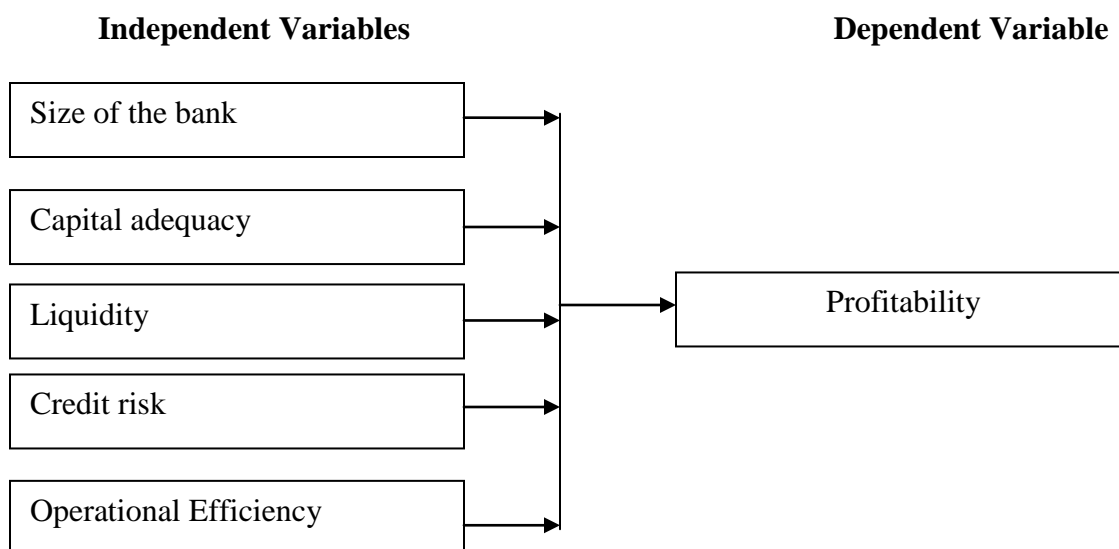 Independent Variables
Dependent Variable
Size of the bank
Capital adequacy
Liquidity
Profitability
Credit risk
Operational Efficiency